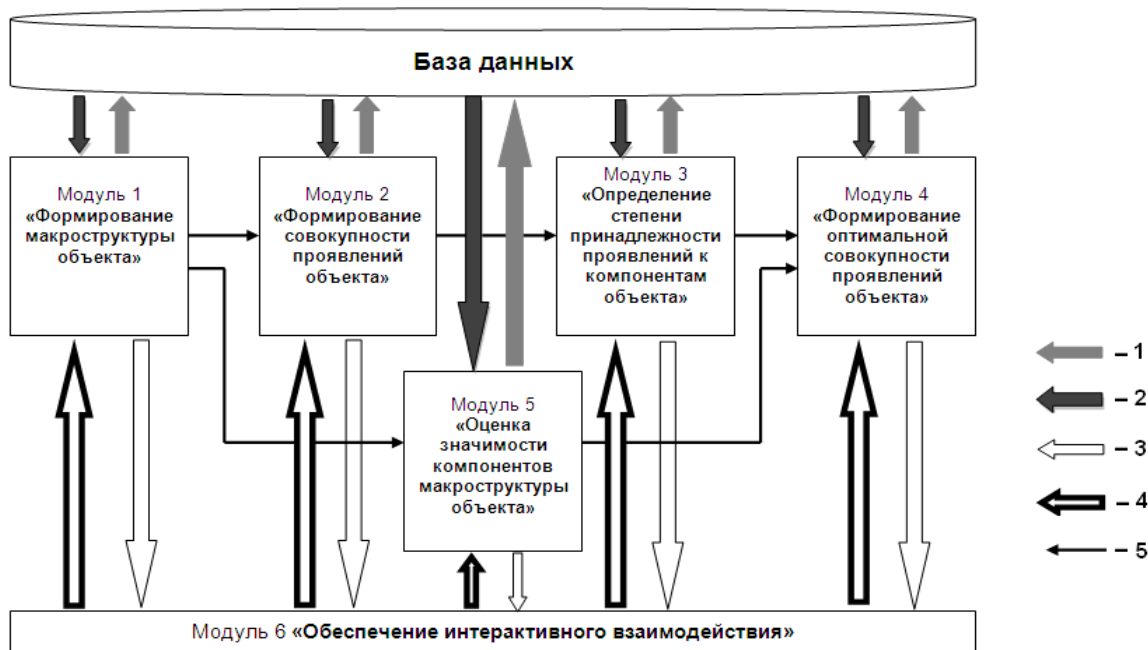 База данных
Модуль 1
«Формирование
макроструктуры
объекта»
Модуль 2
«Формирование
совокупности
проявлений
объекта»
Модуль 3
«Определение
степени
принадлежности
проявлений к
компонентам
объекта»
Модуль 4
«Формирование
оптимальной
совокупности
проявлений
объекта»
Модуль 5
«Оценка
значимости
компонентов
макроструктуры
объекта»
Модуль 6 «Обеспечение интерактивного взаимодействия»
– 1
– 2
– 3
– 4
– 5